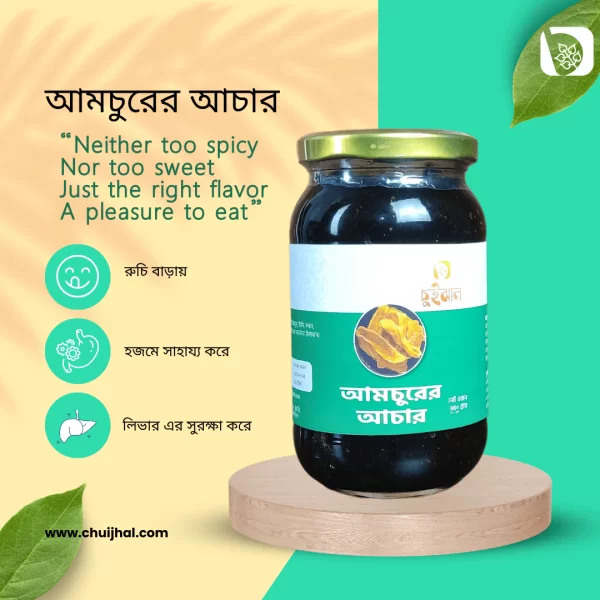 আমচুরের আচার
“Neither too spicy
Nor too sweet
Just the right flavor
A pleasure to eat”
রুচি বাড়ায়
হজমে সাহায্য করে
লিভার এর সুরক্ষা করে
www.chuijhal.com
চুইঝাল
আমচুরের
আচার
নেট ওজন